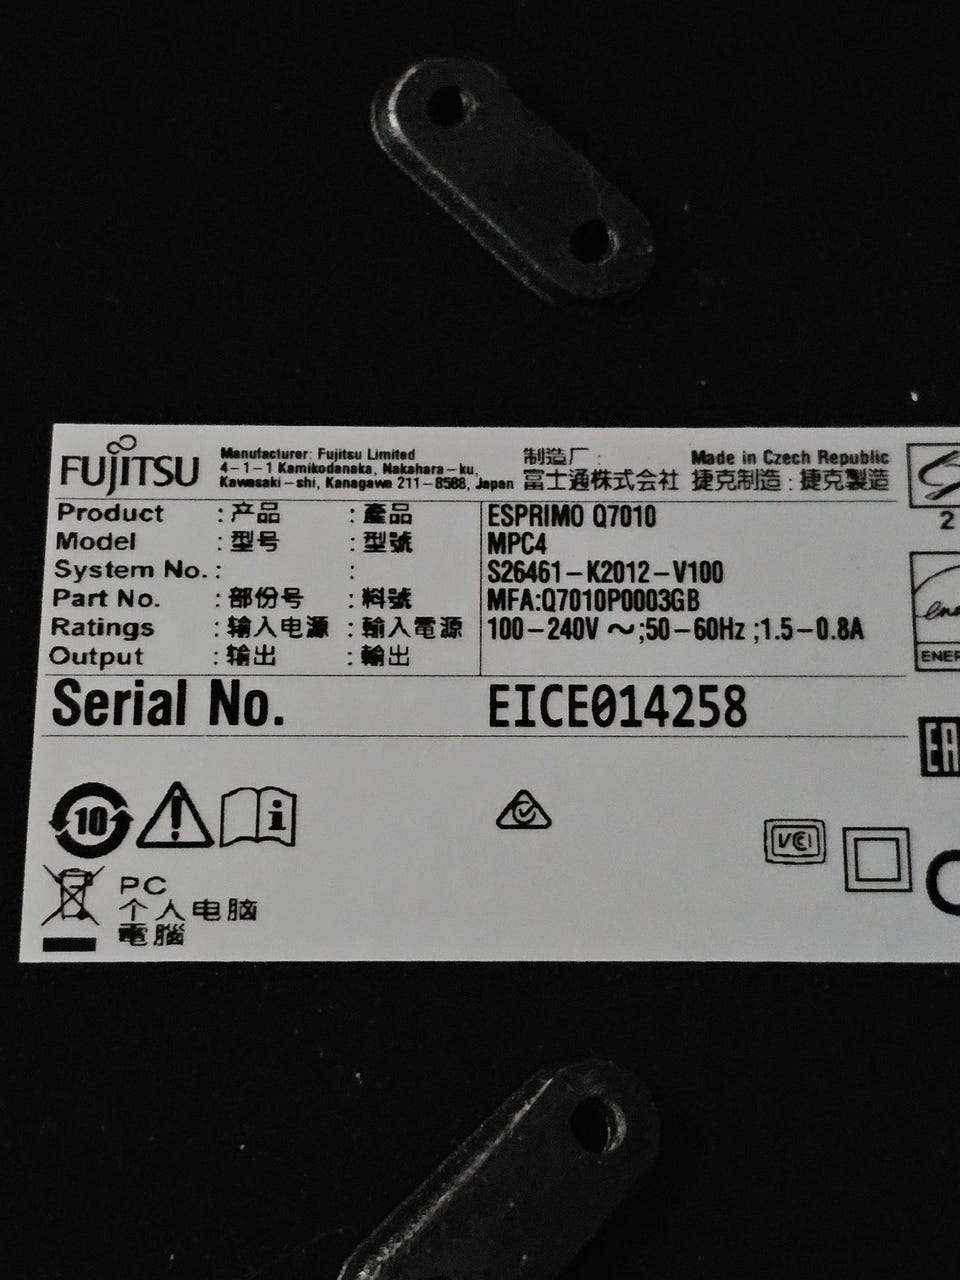 FUJITSU
Manufacturer: Fujitsu Limited
4-1-1 Kamikodanaka, Nakahara-ku,
Kawasaki-shi, Kanagawa 211-8588, Japan
制造厂 :
富士通株式会社
Made in Czech Republic
捷克制造 : 捷克製造
Product : 产品 : 產品 ESPRIMO Q7010
Model : 型号 : 型號 MPC4
System No. : : S26461-K2012-V100
Part No. : 部份号 : 料號 MFA:Q7010P0003GB
Ratings : 输入电源 : 輸入電源 100-240V ~;50-60Hz ;1.5-0.8A
Output : 输出 : 輸出
Serial No. EICE014258
2
ENER
EAC
10
i
VCCI
PC
个人电脑
電腦